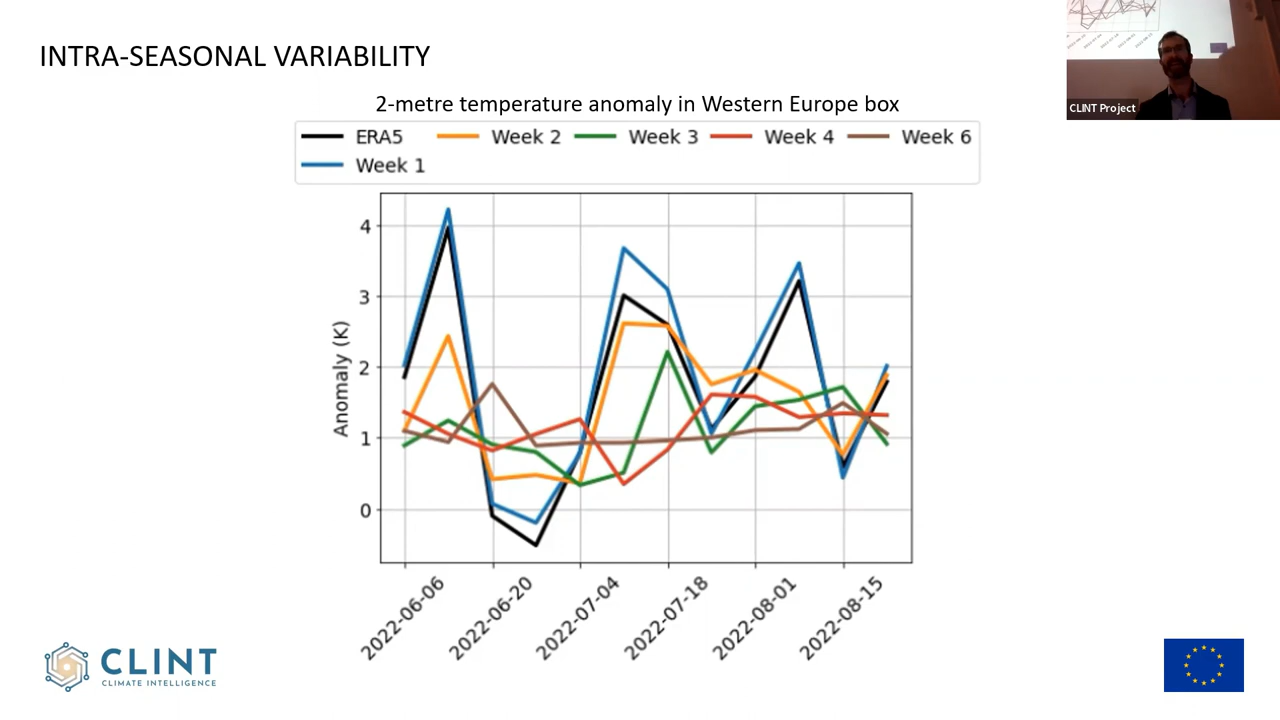 INTRA-SEASONAL VARIABILITY
CLINT Project
2-metre temperature anomaly in Western Europe box
ERA5 Week 2 Week 3 Week 4 Week 6
Week 1
Anomaly (K)
4
3
2
1
0
2022-06-06 2022-06-20 2022-07-04 2022-07-18 2022-08-01 2022-08-15
CLINT
CLIMATE INTELLIGENCE